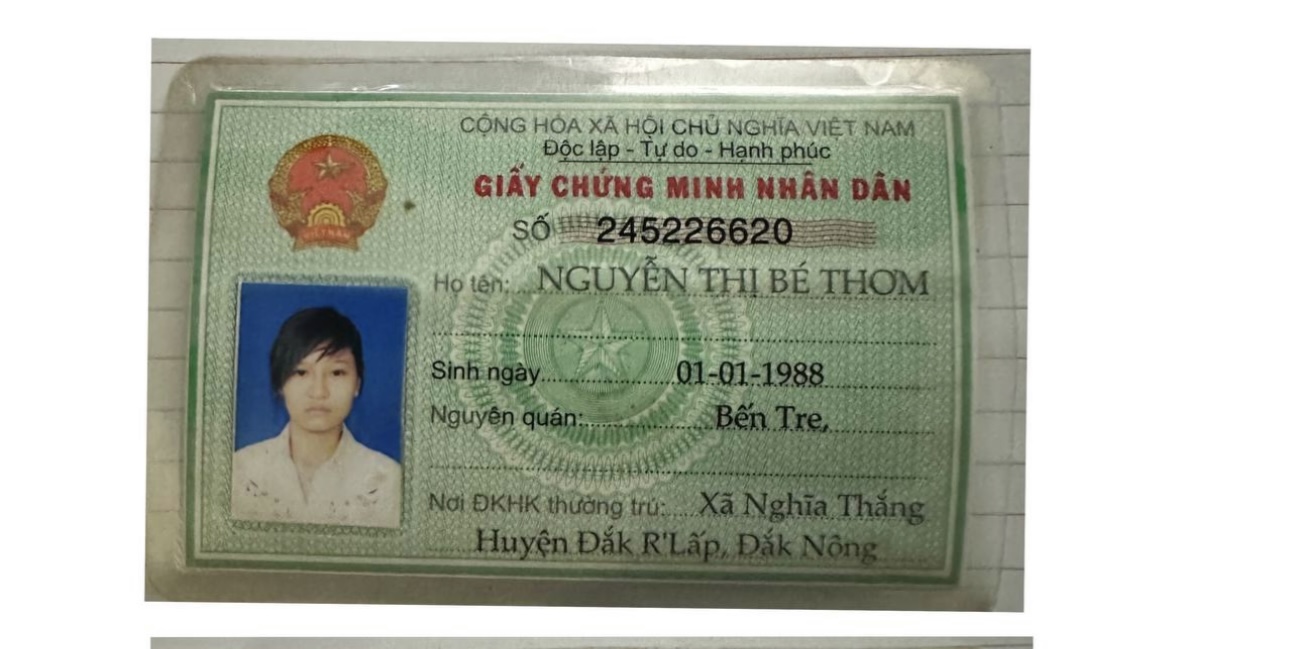 CỘNG HÒA XÃ HỘI CHỦ NGHĨA VIỆT NAM
Độc lập - Tự do - Hạnh phúc
GIẤY CHỨNG MINH NHÂN DÂN
SỐ 245226620
Họ tên: NGUYỄN THỊ BÉ THƠM
Sinh ngày 01-01-1988
Nguyên quán: Bến Tre,
Nơi ĐKHK thường trú: Xã Nghĩa Thắng
Huyện Đắk R'Lấp, Đắk Nông
VIỆT NAM